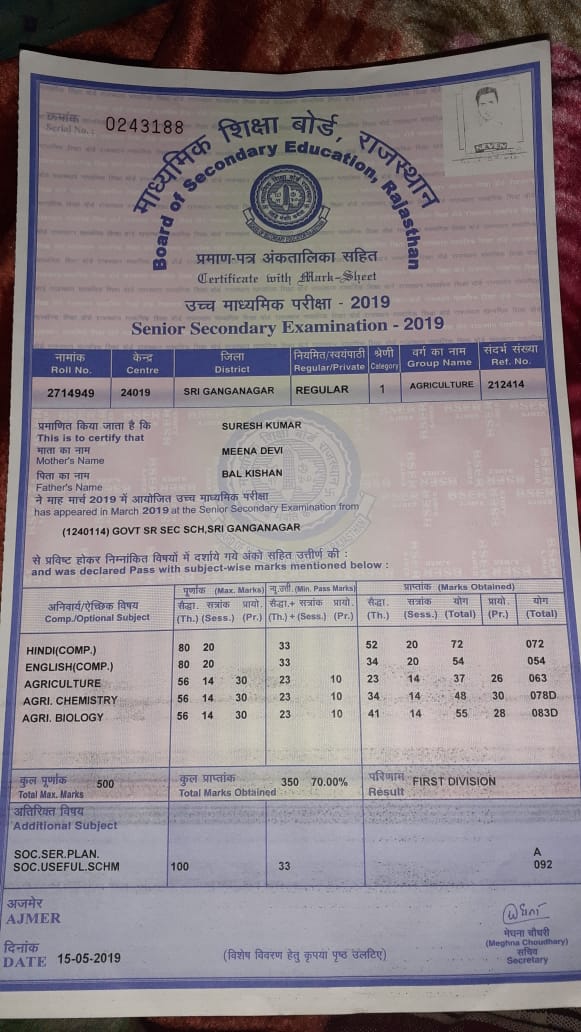 क्रमांक
Serial No.: 0243188
माध्यमिक शिक्षा बोर्ड, राजस्थान
Board of Secondary Education, Rajasthan
प्रमाण-पत्र अंकतालिका सहित
Certificate with Mark-Sheet
उच्च माध्यमिक परीक्षा - 2019
Senior Secondary Examination - 2019
नामांक केन्द्र जिला नियमित/स्वयंपाठी श्रेणी वर्ग का नाम संदर्भ संख्या
Roll No. Centre District Regular/Private Category Group Name Ref. No.
2714949 24019 SRI GANGANAGAR REGULAR 1 AGRICULTURE 212414
प्रमाणित किया जाता है कि SURESH KUMAR
This is to certify that
माता का नाम MEENA DEVI
Mother's Name
पिता का नाम BAL KISHAN
Father's Name
ने माह मार्च 2019 में आयोजित उच्च माध्यमिक परीक्षा
has appeared in March 2019 at the Senior Secondary Examination from
(1240114) GOVT SR SEC SCH,SRI GANGANAGAR
से प्रविष्ट होकर निम्नांकित विषयों में दर्शाये गये अंको सहित उत्तीर्ण की :
and was declared Pass with subject-wise marks mentioned below :
पूर्णांक (Max. Marks) न्यू.उत्ती. (Min. Pass Marks) प्राप्तांक (Marks Obtained)
अनिवार्य/ऐच्छिक विषय सैद्धा. सत्रांक प्रायो. सैद्धा.+ सत्रांक प्रायो. सैद्धा. सत्रांक योग प्रायो. योग
Comp./Optional Subject (Th.) (Sess.) (Pr.) (Th.) + (Sess.) (Pr.) (Th.) (Sess.) (Total) (Pr.) (Total)
HINDI(COMP.) 80 20 33 52 20 72 072
ENGLISH(COMP.) 80 20 33 34 20 54 054
AGRICULTURE 56 14 30 23 10 23 14 37 26 063
AGRI. CHEMISTRY 56 14 30 23 10 34 14 48 30 078D
AGRI. BIOLOGY 56 14 30 23 10 41 14 55 28 083D
कुल पूर्णांक 500 कुल प्राप्तांक 350 70.00% परिणाम FIRST DIVISION
Total Max. Marks Total Marks Obtained Result
अतिरिक्त विषय
Additional Subject
SOC.SER.PLAN. A
SOC.USEFUL.SCHM 100 33 092
अजमेर
AJMER
मेघना चौधरी
(Meghna Choudhary)
सचिव
Secretary
दिनांक
DATE 15-05-2019
(विशेष विवरण हेतु कृपया पृष्ठ उलटिए)